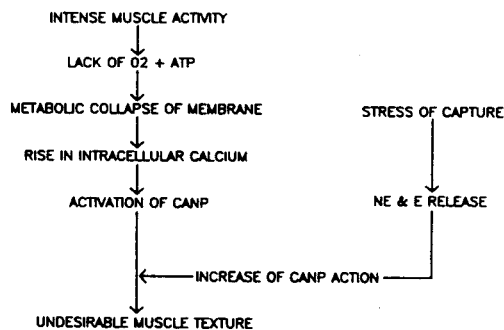 INTENSE MUSCLE ACTIVITY
LACK OF O2 + ATP
METABOLIC COLLAPSE OF MEMBRANE
STRESS OF CAPTURE
RISE IN INTRACELLULAR CALCIUM
ACTIVATION OF CANP
NE & E RELEASE
INCREASE OF CANP ACTION
UNDESIRABLE MUSCLE TEXTURE